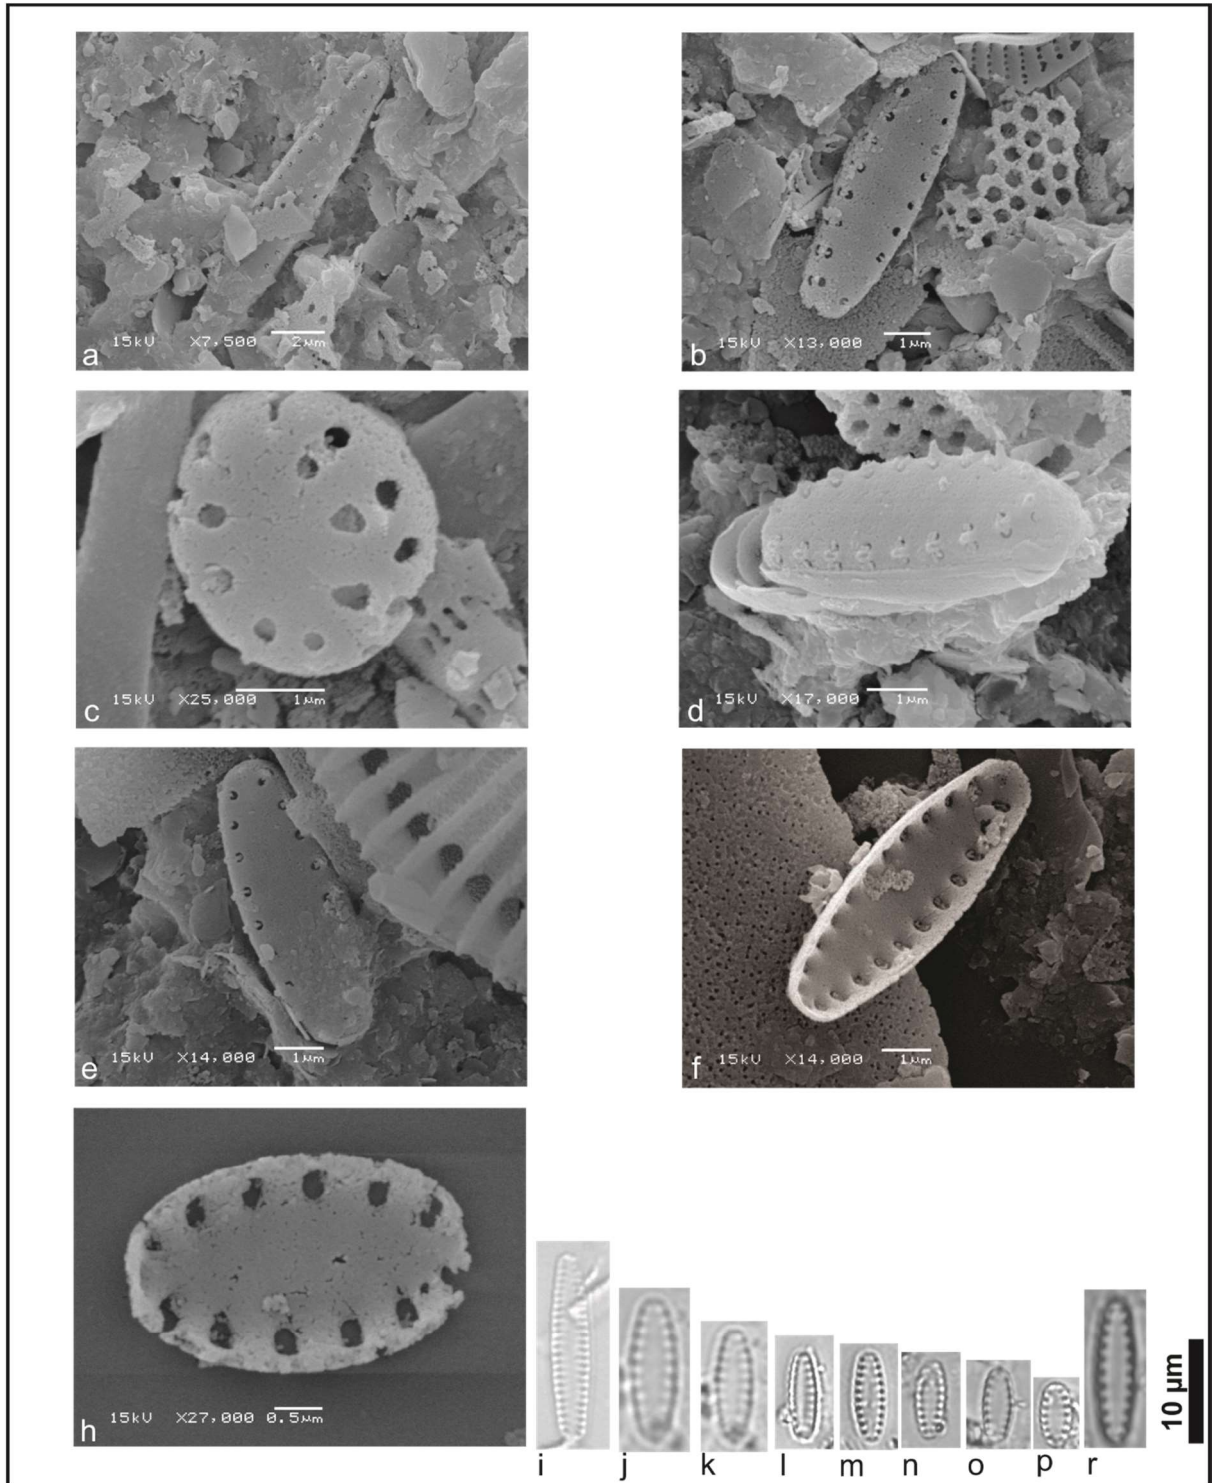 15kV X7,500 2µm
a
15kV X13,000 1µm
b
15kV X25,000 1µm
c
15kV X17,000 1µm
d
15kV X14,000 1µm
e
15kV X14,000 1µm
f
15kV X27,000 0.5µm
h
i j k l m n o p r
10 µm